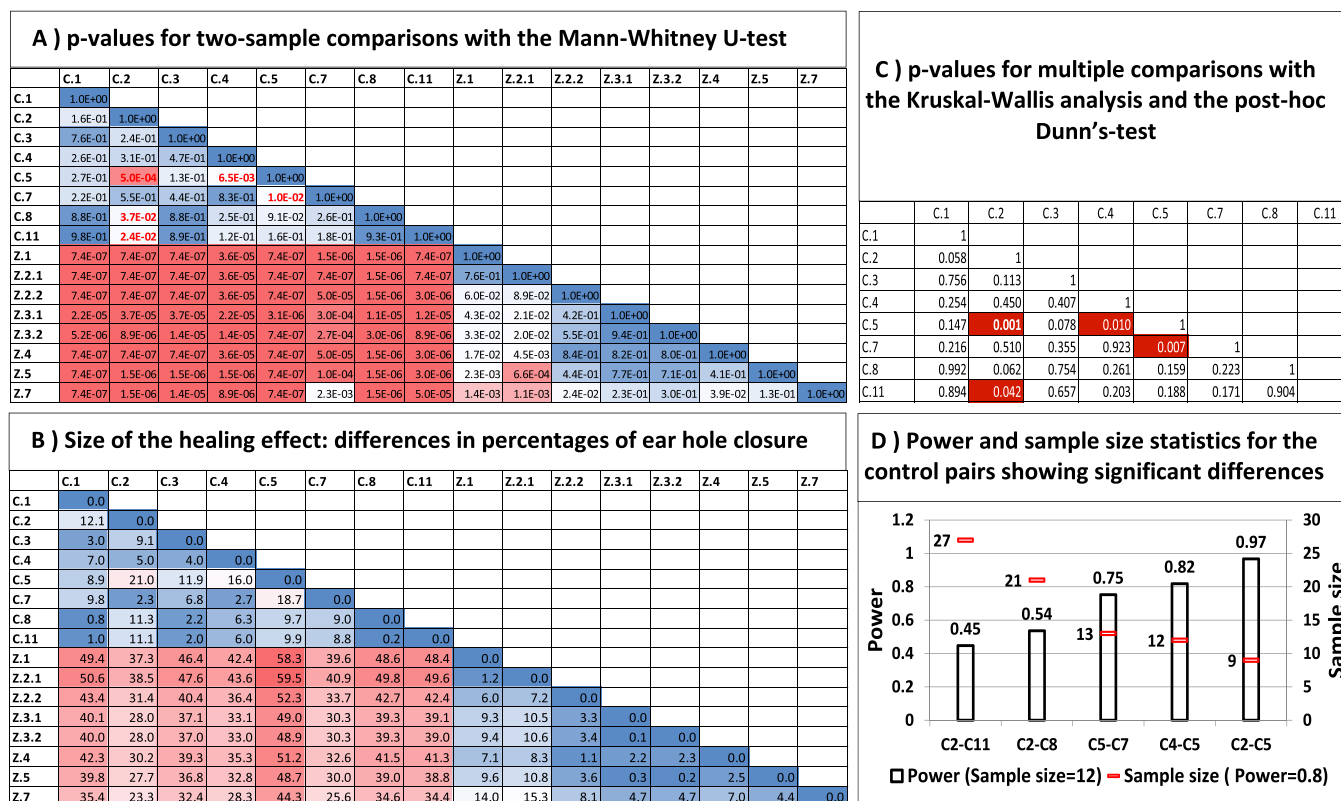 A ) p-values for two-sample comparisons with the Mann-Whitney U-test
C.1 C.2 C.3 C.4 C.5 C.7 C.8 C.11 Z.1 Z.2.1 Z.2.2 Z.3.1 Z.3.2 Z.4 Z.5 Z.7
C.1 1.0E+00
C.2 1.6E-01 1.0E+00
C.3 7.6E-01 2.4E-01 1.0E+00
C.4 2.6E-01 3.1E-01 4.7E-01 1.0E+00
C.5 2.7E-01 5.0E-04 1.3E-01 6.5E-03 1.0E+00
C.7 2.2E-01 5.5E-01 4.4E-01 8.3E-01 1.0E-02 1.0E+00
C.8 8.8E-01 3.7E-02 8.8E-01 2.5E-01 9.1E-02 2.6E-01 1.0E+00
C.11 9.8E-01 2.4E-02 8.9E-01 1.2E-01 1.6E-01 1.8E-01 9.3E-01 1.0E+00
Z.1 7.4E-07 7.4E-07 7.4E-07 3.6E-05 7.4E-07 1.5E-06 1.5E-06 7.4E-07 1.0E+00
Z.2.1 7.4E-07 7.4E-07 7.4E-07 3.6E-05 7.4E-07 7.4E-07 1.5E-06 7.4E-07 7.6E-01 1.0E+00
Z.2.2 7.4E-07 7.4E-07 7.4E-07 3.6E-05 7.4E-07 5.0E-05 1.5E-06 3.0E-06 6.0E-02 8.9E-02 1.0E+00
Z.3.1 2.2E-05 3.7E-05 3.7E-05 2.2E-05 3.1E-06 3.0E-04 1.1E-05 1.2E-05 4.3E-02 2.1E-02 4.2E-01 1.0E+00
Z.3.2 5.2E-06 8.9E-06 1.4E-05 1.4E-05 7.4E-07 2.7E-04 3.0E-06 8.9E-06 3.3E-02 2.0E-02 5.5E-01 9.4E-01 1.0E+00
Z.4 7.4E-07 7.4E-07 7.4E-07 3.6E-05 7.4E-07 5.0E-05 1.5E-06 3.0E-06 1.7E-02 4.5E-03 8.4E-01 8.2E-01 8.0E-01 1.0E+00
Z.5 7.4E-07 1.5E-06 1.5E-06 7.4E-07 7.4E-07 1.0E-04 1.5E-06 3.0E-06 2.3E-03 6.6E-04 4.4E-01 7.7E-01 7.1E-01 4.1E-01 1.0E+00
Z.7 7.4E-07 1.5E-06 1.5E-06 8.9E-06 7.4E-07 2.3E-03 1.5E-06 5.0E-06 1.4E-03 1.1E-03 2.4E-02 2.3E-01 3.0E-01 3.9E-02 1.3E-01 1.0E+00
B ) Size of the healing effect: differences in percentages of ear hole closure
C.1 C.2 C.3 C.4 C.5 C.7 C.8 C.11 Z.1 Z.2.1 Z.2.2 Z.3.1 Z.3.2 Z.4 Z.5 Z.7
C.1 0.0
C.2 12.1 0.0
C.3 3.0 9.1 0.0
C.4 7.0 5.0 4.0 0.0
C.5 8.9 21.0 11.9 16.0 0.0
C.7 9.8 2.3 6.8 2.7 18.7 0.0
C.8 0.8 11.3 2.2 6.3 9.7 9.0 0.0
C.11 1.0 11.1 2.0 6.0 9.9 8.8 0.2 0.0
Z.1 49.4 37.3 46.4 42.4 58.3 39.6 48.6 48.4 0.0
Z.2.1 50.6 38.5 47.6 43.6 59.5 40.9 49.8 49.6 1.2 0.0
Z.2.2 43.4 31.4 40.4 36.4 52.3 33.7 42.7 42.4 6.0 7.2 0.0
Z.3.1 40.1 28.0 37.1 33.1 49.0 30.3 39.3 39.1 9.3 10.5 3.3 0.0
Z.3.2 40.0 28.0 37.0 33.0 48.9 30.3 39.3 39.0 9.4 10.6 3.4 0.1 0.0
Z.4 42.3 30.2 39.3 35.3 51.2 32.6 41.5 41.3 7.1 8.3 1.1 2.2 2.3 0.0
Z.5 39.8 27.7 36.8 32.8 48.7 30.0 39.0 38.8 9.6 10.8 3.6 0.3 0.2 2.5 0.0
Z.7 35.4 23.3 32.4 28.3 44.3 25.6 34.6 34.4 14.0 15.3 8.1 4.7 4.7 7.0 4.4 0.0
C ) p-values for multiple comparisons with
the Kruskal-Wallis analysis and the post-hoc
Dunn's-test
C.1 C.2 C.3 C.4 C.5 C.7 C.8 C.11
C.1 1
C.2 0.058 1
C.3 0.756 0.113 1
C.4 0.254 0.450 0.407 1
C.5 0.147 0.001 0.078 0.010 1
C.7 0.216 0.510 0.355 0.923 0.007 1
C.8 0.992 0.062 0.754 0.261 0.159 0.223 1
C.11 0.894 0.042 0.657 0.203 0.188 0.171 0.904
D ) Power and sample size statistics for the
control pairs showing significant differences
1.2 30
1 25
0.8 20
0.6 15
0.4 10
0.2 5
0 0
Power
Sample size
27 21 13 12 9
0.45 0.54 0.75 0.82 0.97
C2-C11 C2-C8 C5-C7 C4-C5 C2-C5
Power (Sample size=12) Sample size ( Power=0.8)